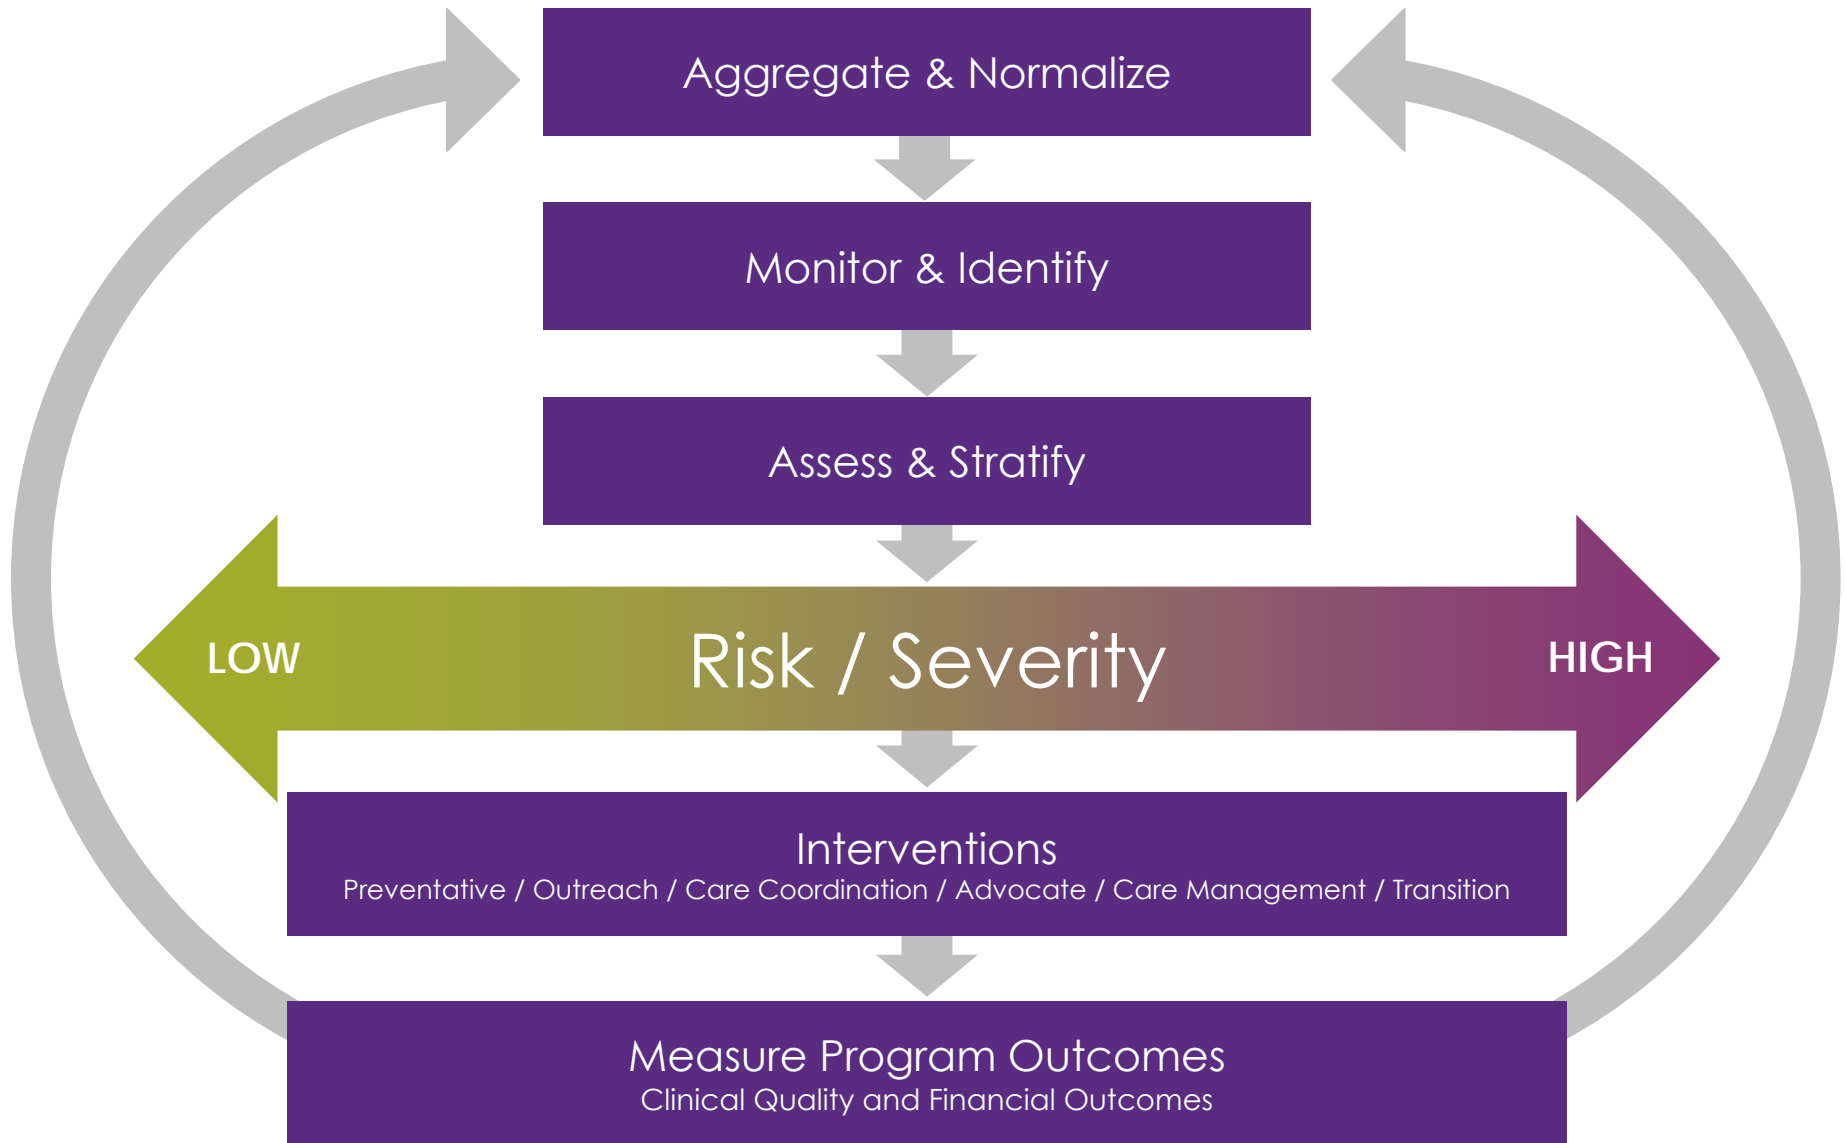 Aggregate & Normalize
Monitor & Identify
Assess & Stratify
LOW
Risk / Severity
HIGH
Interventions
Preventative / Outreach / Care Coordination / Advocate / Care Management / Transition
Measure Program Outcomes
Clinical Quality and Financial Outcomes